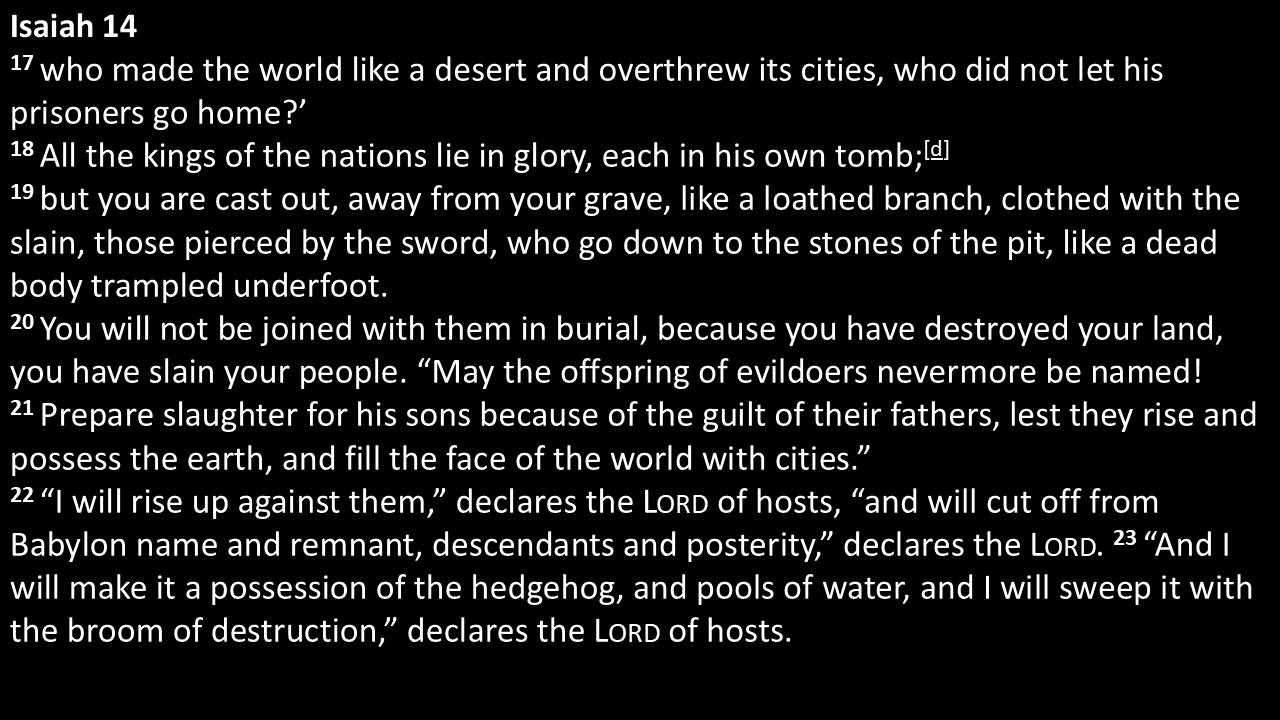 Isaiah 14
17 who made the world like a desert and overthrew its cities, who did not let his
prisoners go home?’
18 All the kings of the nations lie in glory, each in his own tomb;[d]
19 but you are cast out, away from your grave, like a loathed branch, clothed with the
slain, those pierced by the sword, who go down to the stones of the pit, like a dead
body trampled underfoot.
20 You will not be joined with them in burial, because you have destroyed your land,
you have slain your people. “May the offspring of evildoers nevermore be named!
21 Prepare slaughter for his sons because of the guilt of their fathers, lest they rise and
possess the earth, and fill the face of the world with cities.”
22 “I will rise up against them,” declares the LORD of hosts, “and will cut off from
Babylon name and remnant, descendants and posterity,” declares the LORD. 23 “And I
will make it a possession of the hedgehog, and pools of water, and I will sweep it with
the broom of destruction,” declares the LORD of hosts.